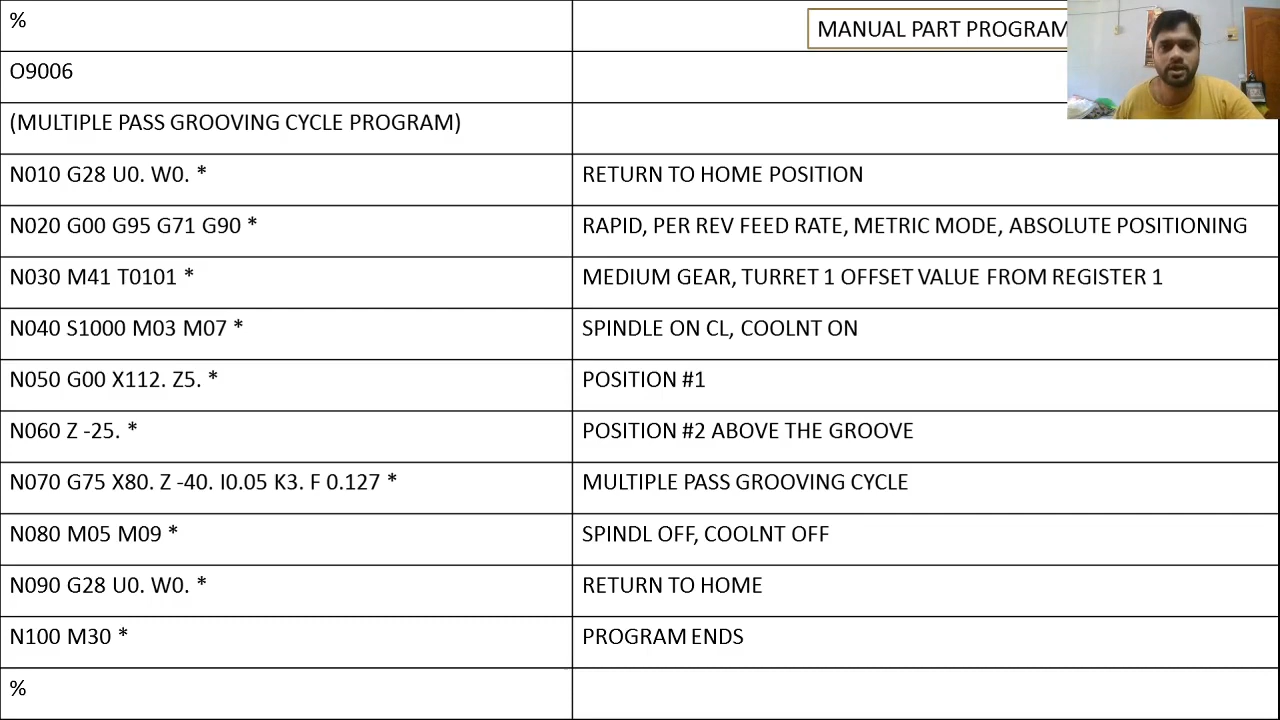 %
MANUAL PART PROGRAM
O9006
(MULTIPLE PASS GROOVING CYCLE PROGRAM)
N010 G28 U0. W0. * RETURN TO HOME POSITION
N020 G00 G95 G71 G90 * RAPID, PER REV FEED RATE, METRIC MODE, ABSOLUTE POSITIONING
N030 M41 T0101 * MEDIUM GEAR, TURRET 1 OFFSET VALUE FROM REGISTER 1
N040 S1000 M03 M07 * SPINDLE ON CL, COOLNT ON
N050 G00 X112. Z5. * POSITION #1
N060 Z -25. * POSITION #2 ABOVE THE GROOVE
N070 G75 X80. Z -40. I0.05 K3. F 0.127 * MULTIPLE PASS GROOVING CYCLE
N080 M05 M09 * SPINDL OFF, COOLNT OFF
N090 G28 U0. W0. * RETURN TO HOME
N100 M30 * PROGRAM ENDS
%